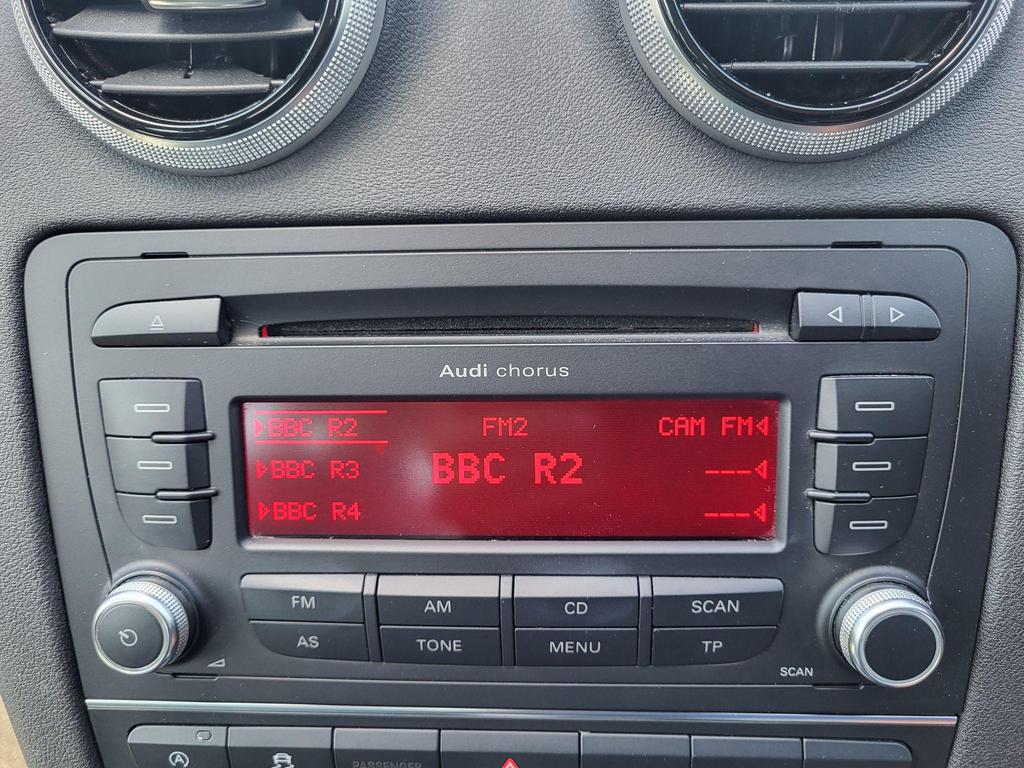 Audi chorus
BBC R2 FM2 CAM FM
BBC R3 BBC R2 ---
BBC R4 ---
FM AM CD SCAN
AS TONE MENU TP
SCAN
A
PASSENGER